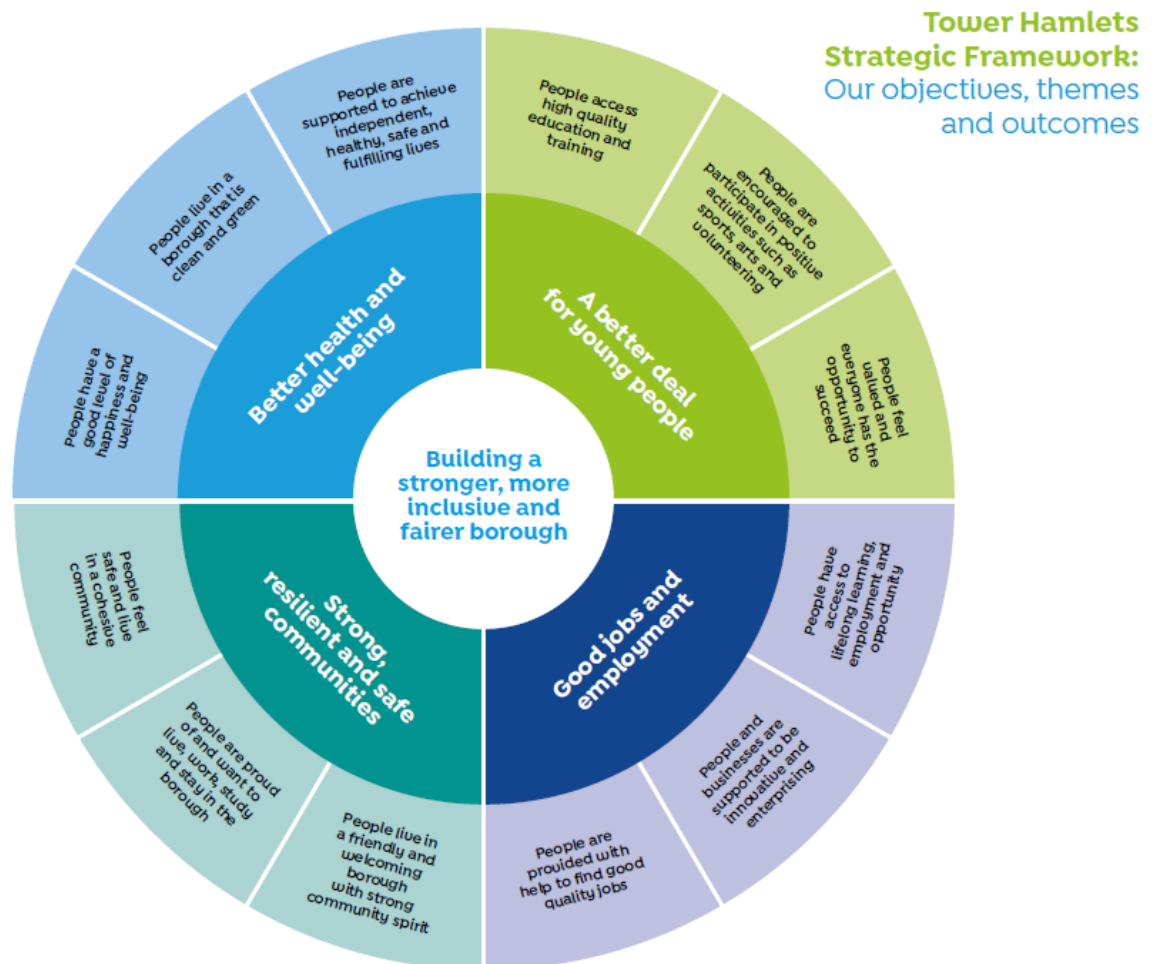 Tower Hamlets
Strategic Framework:
Our objectives, themes
and outcomes
People are
supported to achieve
independent,
healthy, safe and
fulfilling lives
People live in a
borough that is
clean and green
People have a
good level of
happiness and
well-being
Better health and
well-being
People access
high quality
education and
training
People are
encouraged to
participate in positive
activities such as
sports, arts and
volunteering
People feel
valued and
everyone has the
opportunity to
succeed
A better deal
for young people
Building a
stronger, more
inclusive and
fairer borough
People feel
safe and live
in a cohesive
community
People are proud
of and want to
live, work, study
and stay in the
borough
People live in
a friendly and
welcoming
borough
with strong
community spirit
Strong,
resilient and safe
communities
Good jobs and
employment
People have
access to
lifelong learning,
employment and
opportunity
People and
businesses are
supported to be
innovative and
enterprising
People are
provided with
help to find good
quality jobs